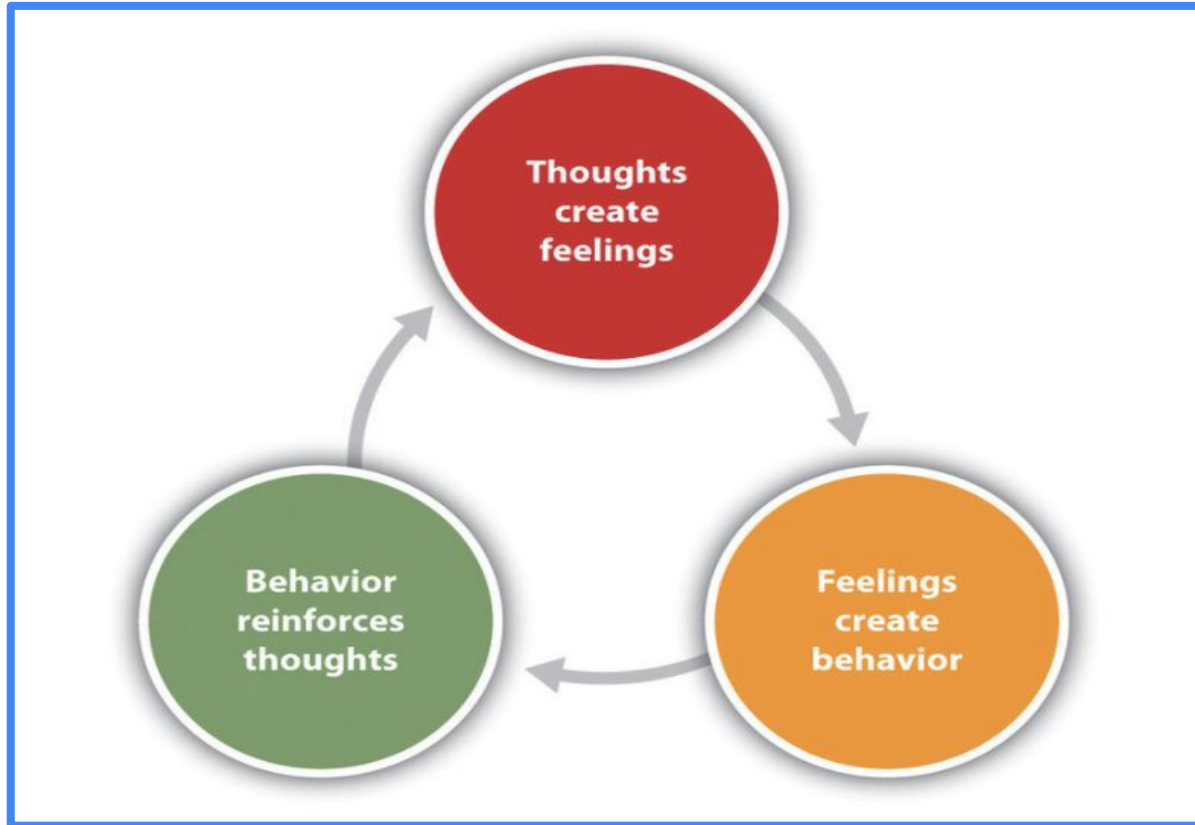 Thoughts
create
feelings
Feelings
create
behavior
Behavior
reinforces
thoughts